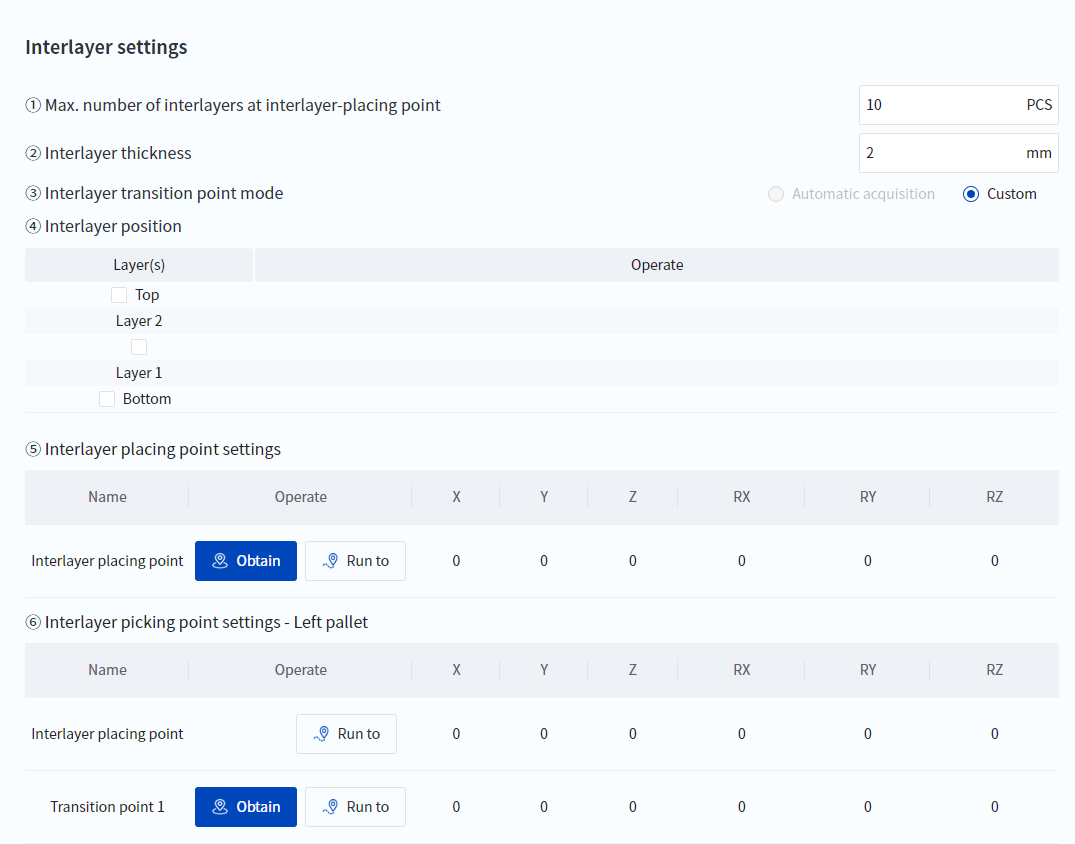 Interlayer settings
① Max. number of interlayers at interlayer-placing point 10 PCS
② Interlayer thickness 2 mm
③ Interlayer transition point mode Automatic acquisition Custom
④ Interlayer position
Layer(s) Operate
Top
Layer 2
Layer 1
Bottom
⑤ Interlayer placing point settings
Name Operate X Y Z RX RY RZ
Interlayer placing point Obtain Run to 0 0 0 0 0 0
⑥ Interlayer picking point settings - Left pallet
Name Operate X Y Z RX RY RZ
Interlayer placing point Run to 0 0 0 0 0 0
Transition point 1 Obtain Run to 0 0 0 0 0 0